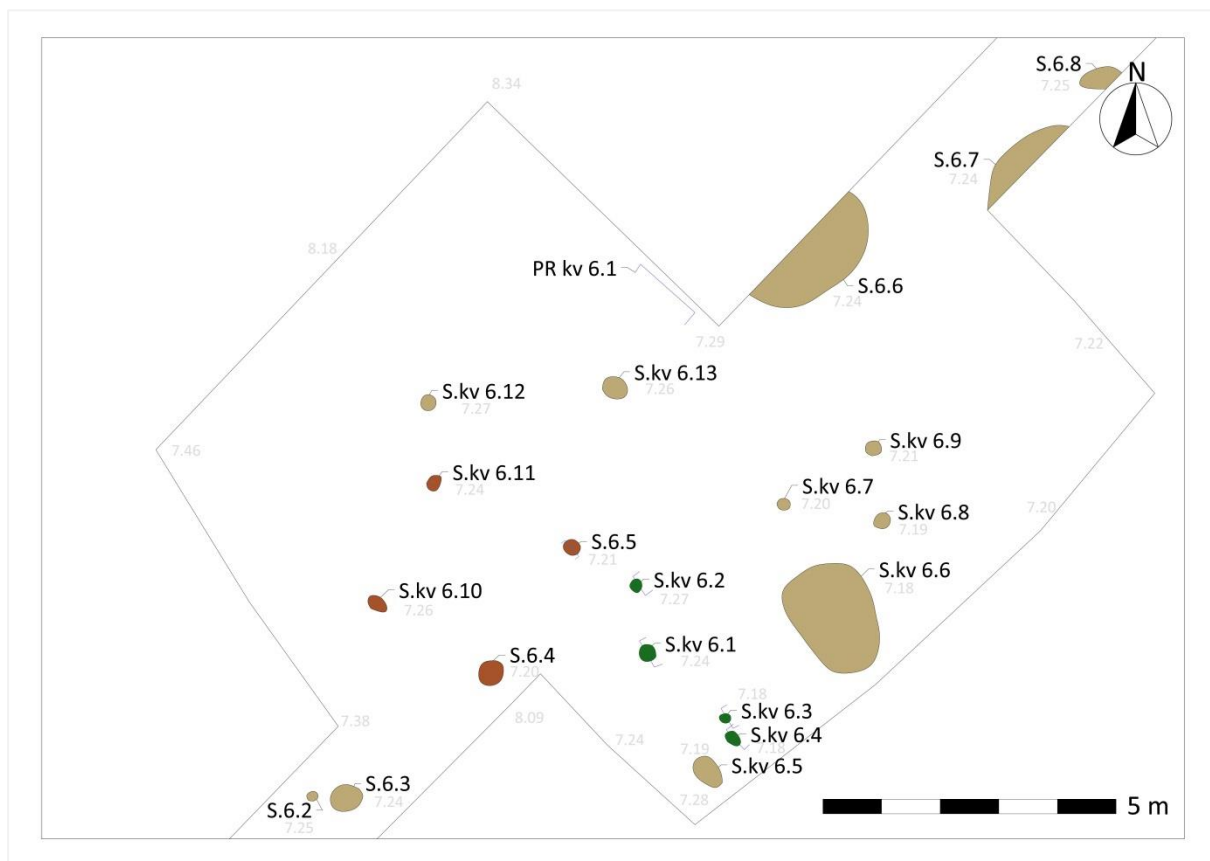 S.6.8
7.25
N
8.34
S.6.7
7.24
8.18
PR kv 6.1
S.6.6
7.24
7.29
7.22
S.kv 6.13
7.26
S.kv 6.12
7.27
7.46
S.kv 6.9
7.21
S.kv 6.11
7.24
S.kv 6.7
7.20
S.kv 6.8
7.19
7.20
S.6.5
7.21
S.kv 6.2
7.27
S.kv 6.6
7.18
S.kv 6.10
7.26
S.kv 6.1
7.24
S.6.4
7.20
7.18
S.kv 6.3
7.38
8.09
7.24
S.kv 6.4
7.18
7.19
S.kv 6.5
S.6.3
7.24
7.28
S.6.2
7.25
5 m